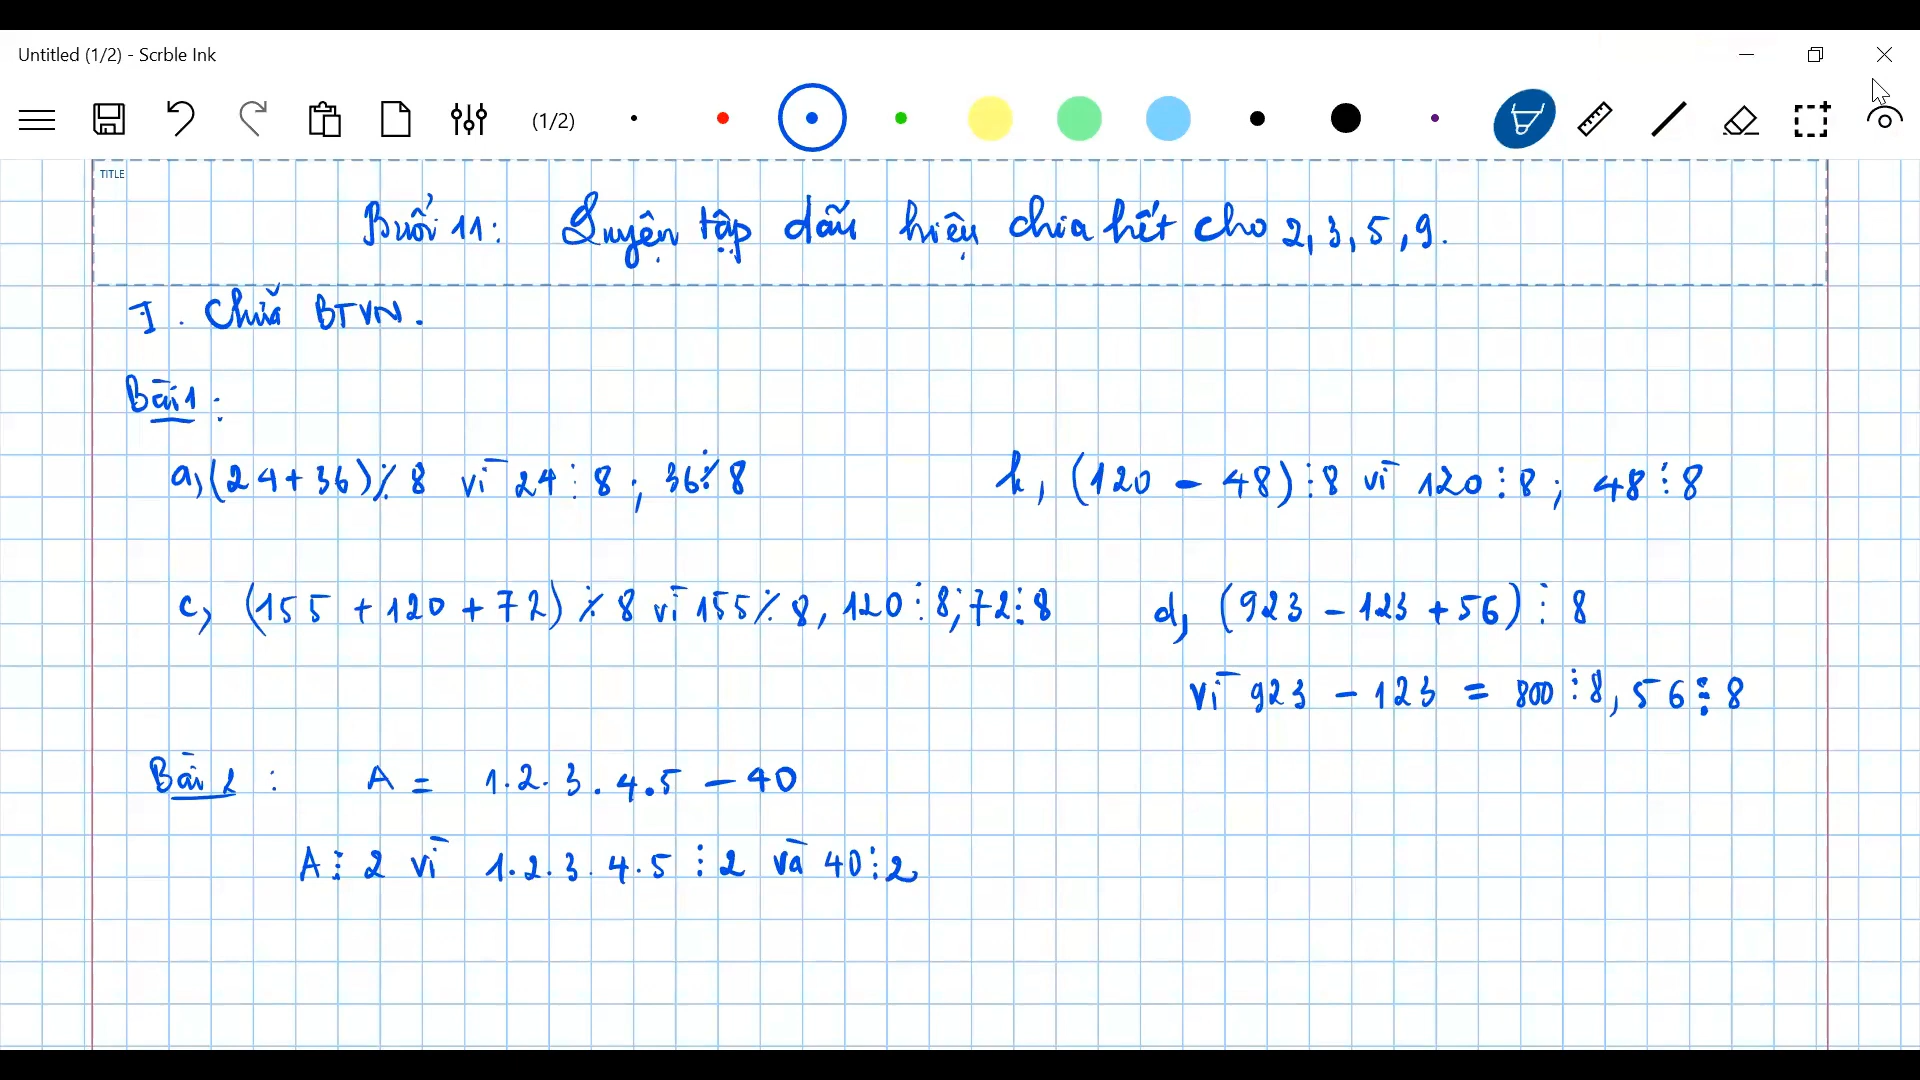 Untitled (1/2) - Scrble Ink
(1/2)
TITLE
Buổi 11: Luyện tập dấu hiệu chia hết cho 2, 3, 5, 9.
I. Chữa BTVN.
Bài 1:
a, (24+36) ⋮̸ 8 vì 24 ⋮ 8 ; 36 ⋮̸ 8
b, (120 - 48) ⋮ 8 vì 120 ⋮ 8 ; 48 ⋮ 8
c, (155 + 120 + 72) ⋮̸ 8 vì 155 ⋮̸ 8, 120 ⋮ 8; 72 ⋮ 8
d, (923 - 123 + 56) ⋮ 8
vì 923 - 123 = 800 ⋮ 8, 56 ⋮ 8
Bài 2 : A = 1.2.3.4.5 - 40
A ⋮ 2 vì 1.2.3.4.5 ⋮ 2 và 40 ⋮ 2